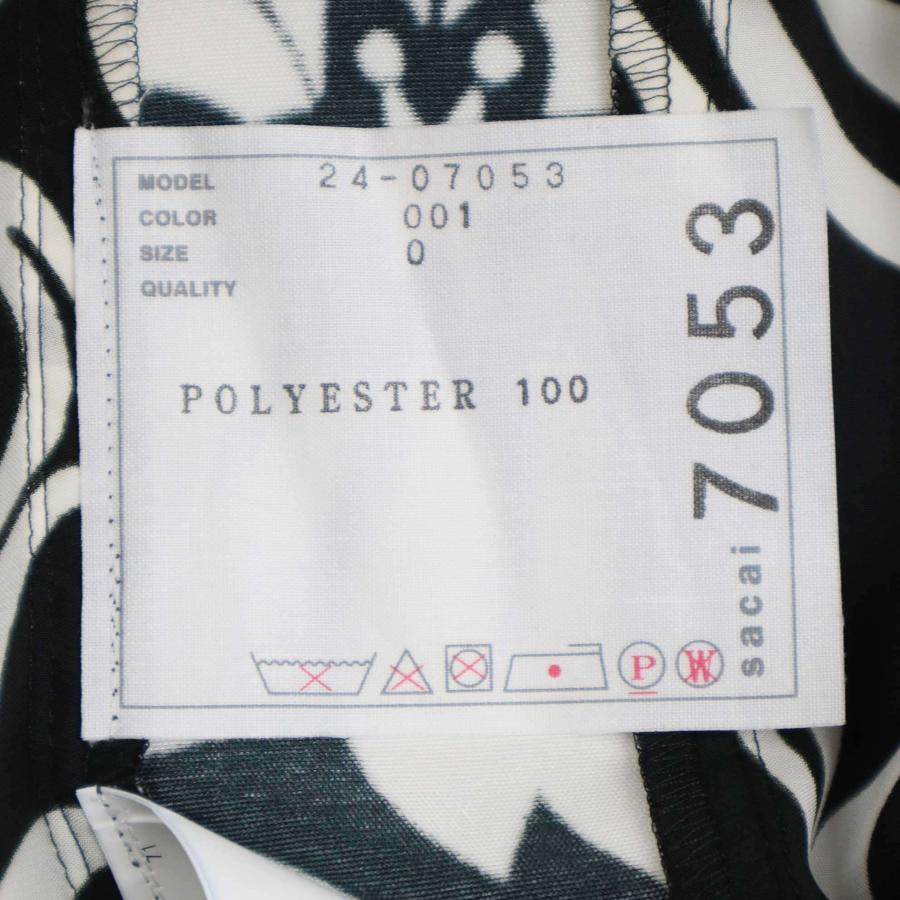 MODEL 24-07053
COLOR 001
SIZE 0
QUALITY
POLYESTER 100
P W
sacai 7053